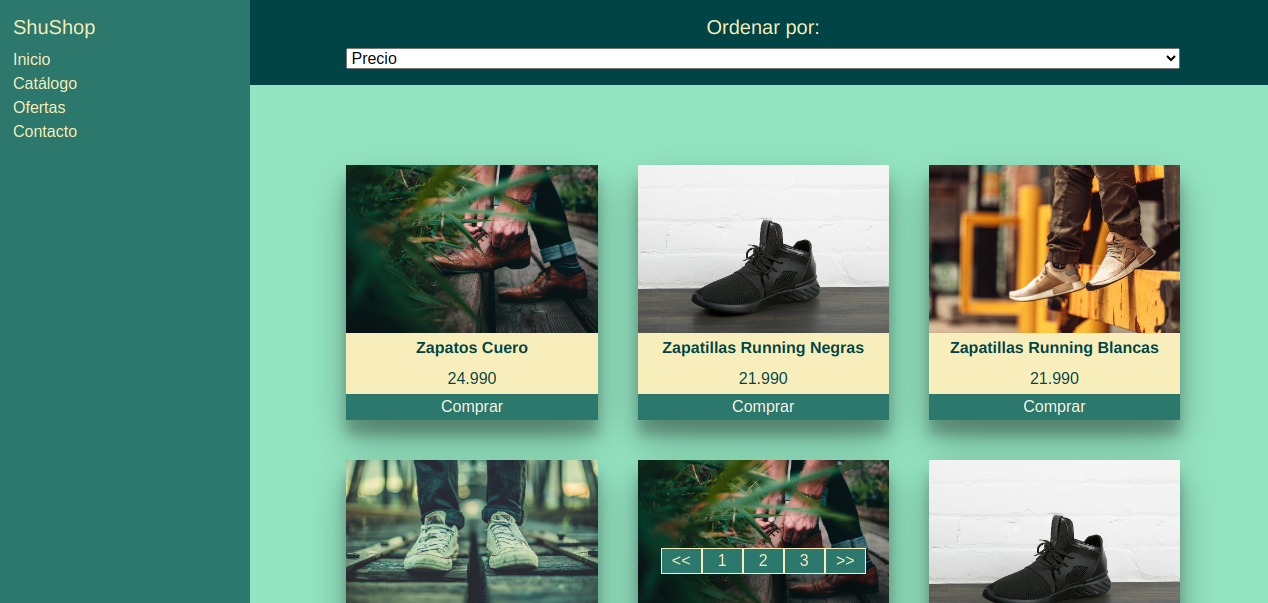 ShuShop
Inicio
Catálogo
Ofertas
Contacto
Ordenar por:
Precio
Zapatos Cuero
24.990
Comprar
Zapatillas Running Negras
21.990
Comprar
Zapatillas Running Blancas
21.990
Comprar
<< 1 2 3 >>